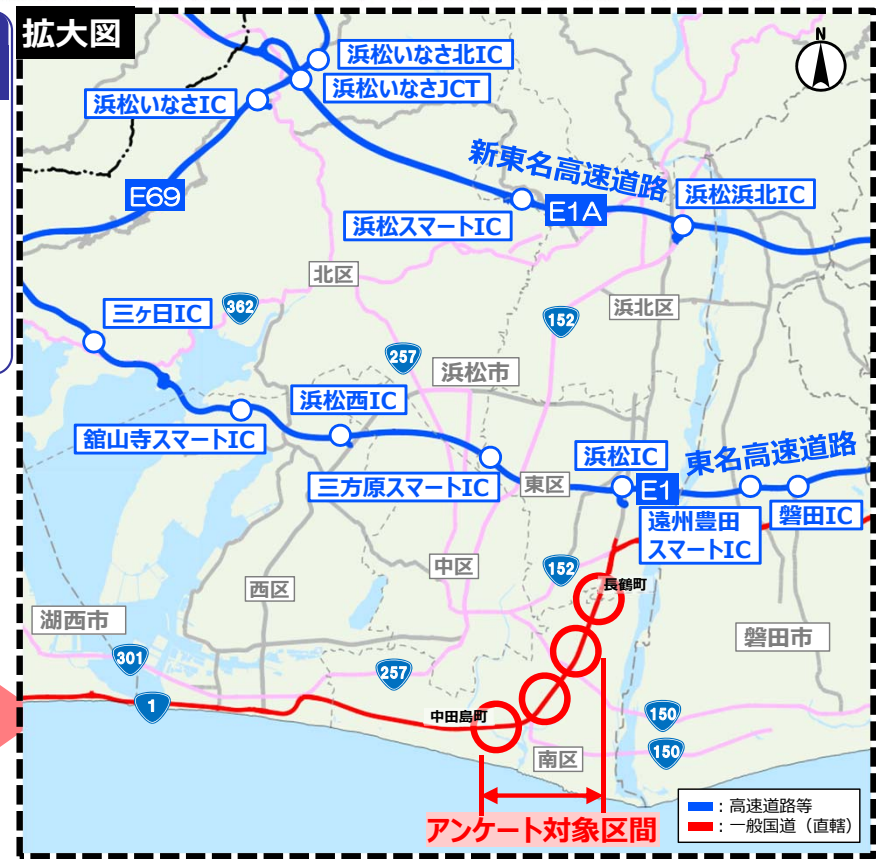 拡大図
N
浜松いなさ北IC
浜松いなさJCT
浜松いなさIC
新東名高速道路
E69
浜松浜北IC
E1A
浜松スマートIC
北区
浜北区
三ヶ日IC
362
152
257
浜松市
浜松西IC
舘山寺スマートIC
浜松IC
東名高速道路
三方原スマートIC
東区
E1
遠州豊田
スマートIC
磐田IC
中区
152
長鶴町
西区
湖西市
磐田市
301
257
1
中田島町
150
150
南区
アンケート対象区間
：高速道路等
：一般国道（直轄）